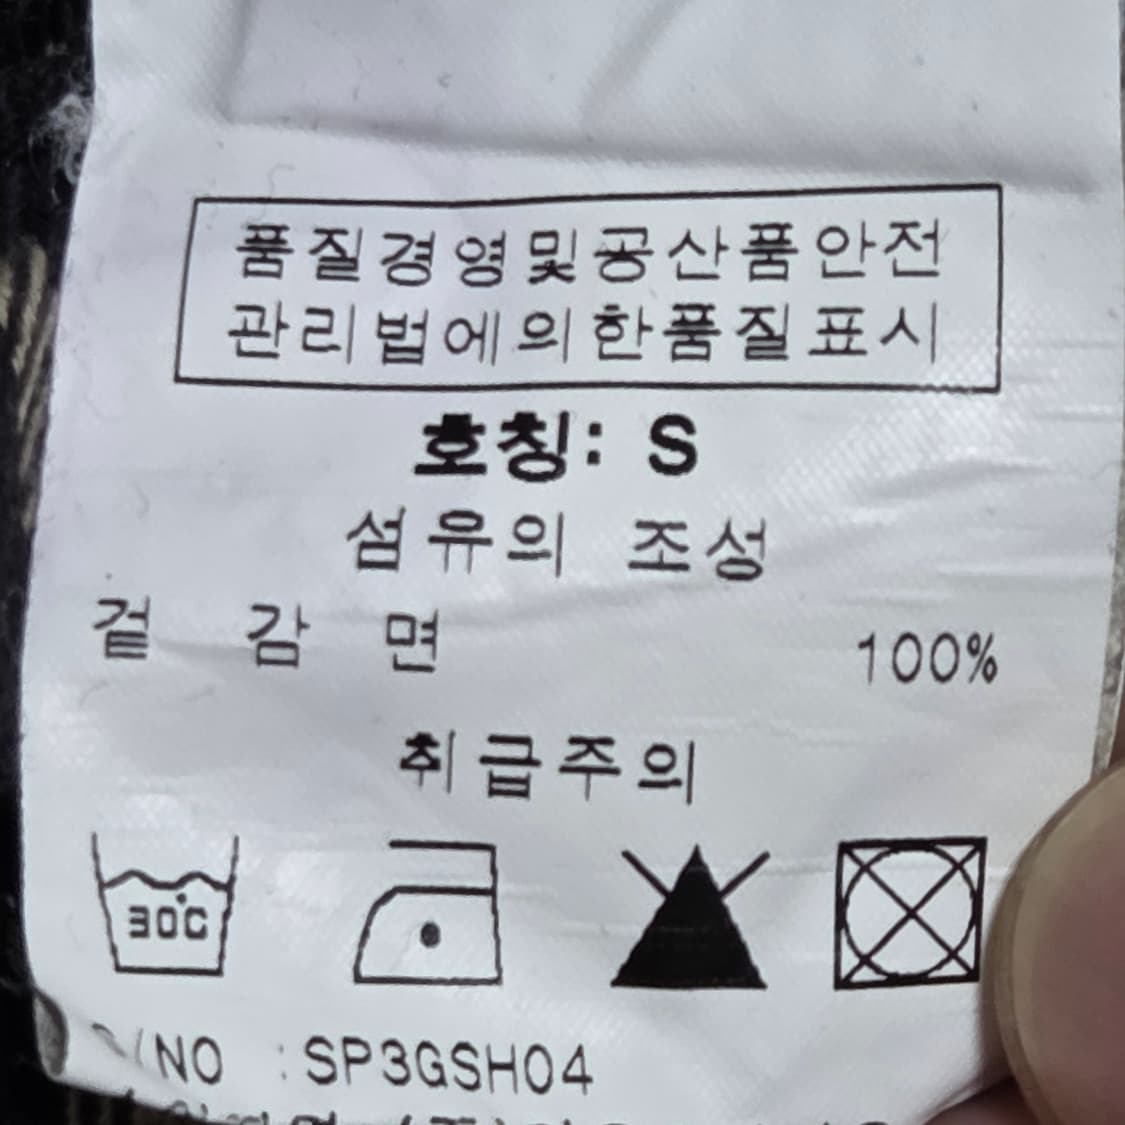 품질경영및공산품안전
관리법에의한품질표시
호칭: S
섬유의 조성
겉 감 면 100%
취급주의
30℃
/NO :SP3GSH04